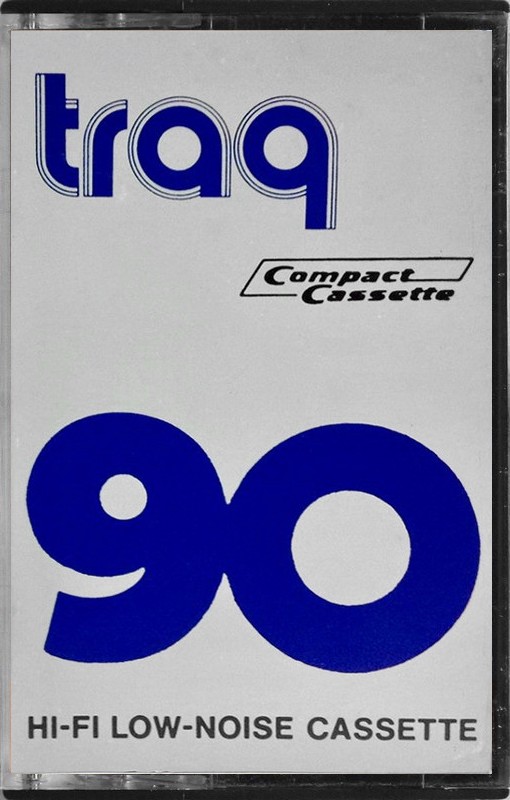 traq
Compact
Cassette
90
HI-FI LOW-NOISE CASSETTE